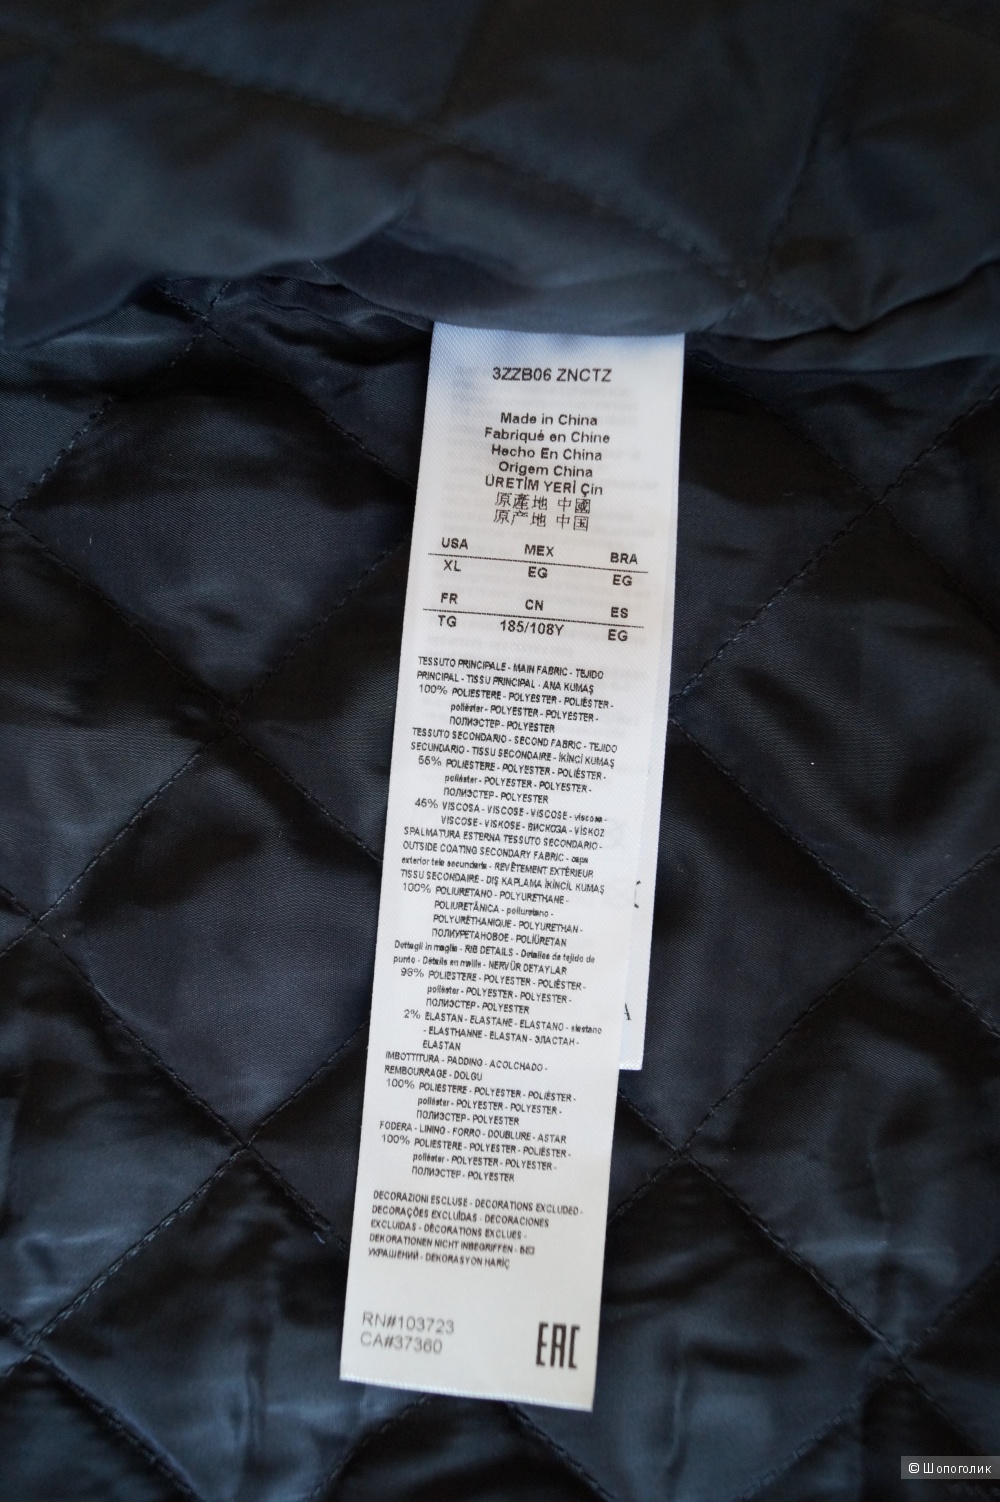 3ZZB06 ZNCTZ
Made in China
Fabriqué en Chine
Hecho En China
Origem China
ÜRETİM YERİ Çin
原產地 中國
原产地 中国
USA MEX BRA
XL EG EG
FR CN ES
TG 185/108Y EG
TESSUTO PRINCIPALE - MAIN FABRIC - TEJIDO
PRINCIPAL - TISSU PRINCIPAL - ANA KUMAŞ
100% POLIESTERE - POLYESTER - POLIÉSTER -
poliéster - POLYESTER - POLYESTER -
ПОЛИЭСТЕР - POLYESTER
TESSUTO SECONDARIO - SECOND FABRIC - TEJIDO
SECUNDARIO - TISSU SECONDAIRE - İKİNCİ KUMAŞ
55% POLIESTERE - POLYESTER - POLIÉSTER -
poliéster - POLYESTER - POLYESTER -
ПОЛИЭСТЕР - POLYESTER
45% VISCOSA - VISCOSE - VISCOSE - viscosa -
VISCOSE - VISKOSE - ВИСКОЗА - VİSKOZ
SPALMATURA ESTERNA TESSUTO SECONDARIO -
OUTSIDE COATING SECONDARY FABRIC - capa
exterior tela secundaria - REVÊTEMENT EXTÉRIEUR
TISSU SECONDAIRE - DIŞ KAPLAMA İKİNCİL KUMAŞ
100% POLIURETANO - POLYURETHANE -
POLIURETÂNICA - poliuretano -
POLYURÉTHANIQUE - POLYURETHAN -
ПОЛИУРЕТАНОВОЕ - POLİÜRETAN
Dettagli in maglia - RIB DETAILS - Detalles de tejido de
punto - Détails en maille - NERVÜR DETAYLAR
98% POLIESTERE - POLYESTER - POLIÉSTER -
poliéster - POLYESTER - POLYESTER -
ПОЛИЭСТЕР - POLYESTER
2% ELASTAN - ELASTANE - ELASTANO - elastano
- ELASTHANNE - ELASTAN - ЭЛАСТАН -
ELASTAN
IMBOTTITURA - PADDING - ACOLCHADO -
REMBOURRAGE - DOLGU
100% POLIESTERE - POLYESTER - POLIÉSTER -
poliéster - POLYESTER - POLYESTER -
ПОЛИЭСТЕР - POLYESTER
FODERA - LINING - FORRO - DOUBLURE - ASTAR
100% POLIESTERE - POLYESTER - POLIÉSTER -
poliéster - POLYESTER - POLYESTER -
ПОЛИЭСТЕР - POLYESTER
DECORAZIONI ESCLUSE - DECORATIONS EXCLUDED -
DECORAÇÕES EXCLUÍDAS - DECORACIONES
EXCLUIDAS - DÉCORATIONS EXCLUES -
DEKORATIONEN NICHT INBEGRIFFEN - БЕЗ
УКРАШЕНИЙ - DEKORASYON HARİÇ
RN#103723
CA#37360
EAC
© Шопоголик